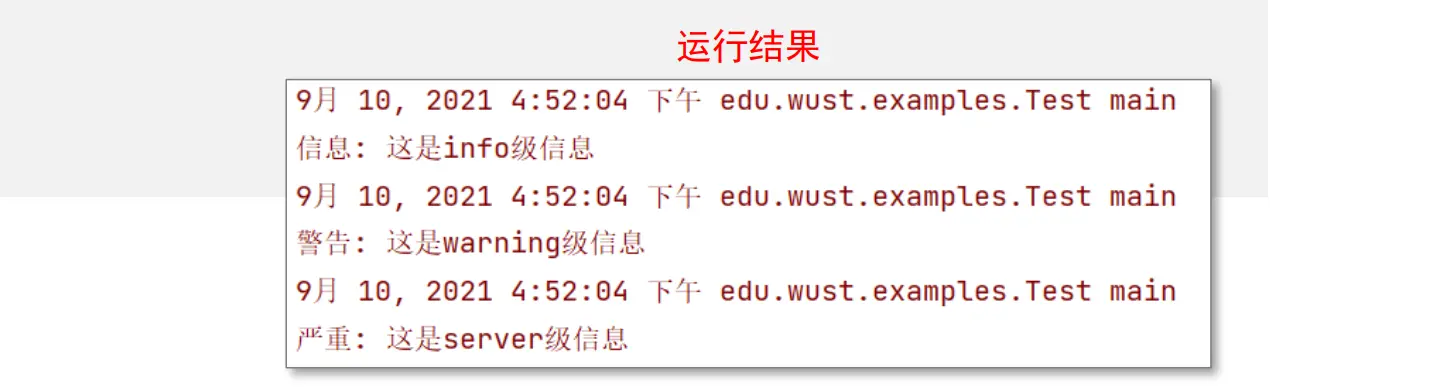 运行结果
9月 10, 2021 4:52:04 下午 edu.wust.examples.Test main
信息: 这是info级信息
9月 10, 2021 4:52:04 下午 edu.wust.examples.Test main
警告: 这是warning级信息
9月 10, 2021 4:52:04 下午 edu.wust.examples.Test main
严重: 这是server级信息